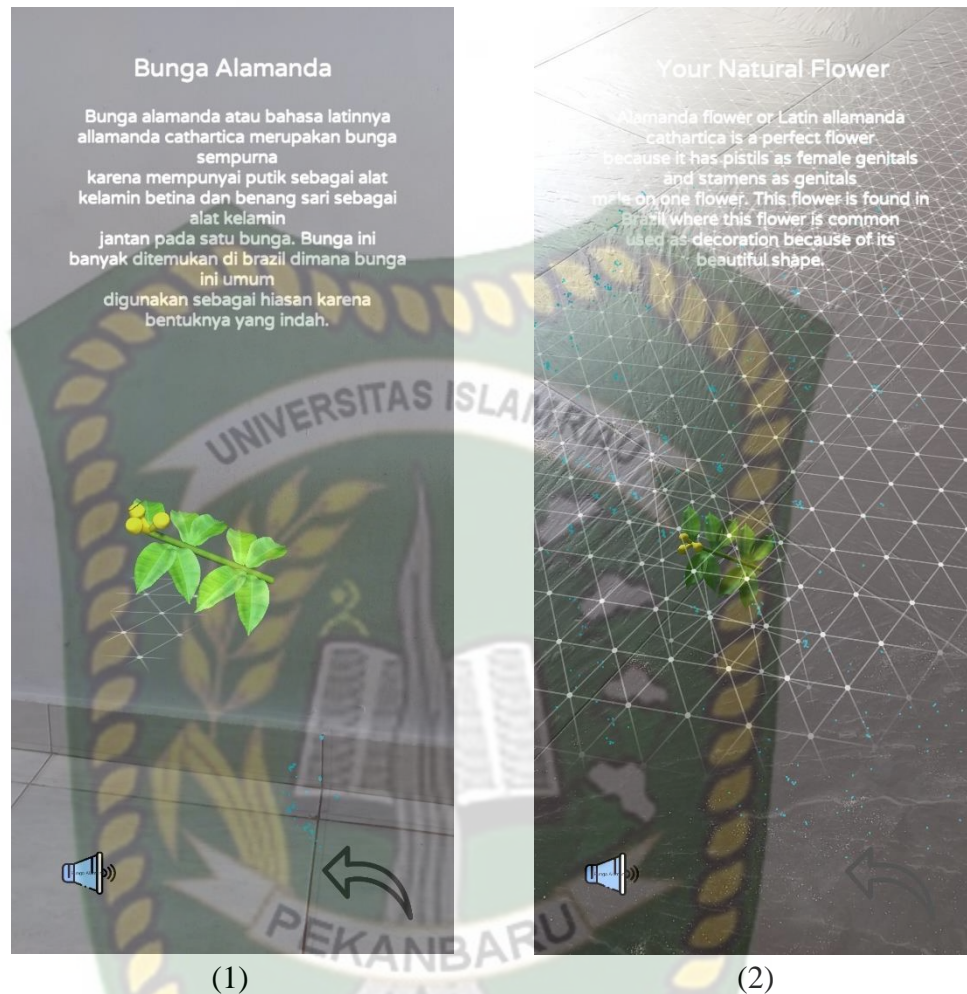 Bunga Alamanda
Bunga alamanda atau bahasa latinnya
allamanda cathartica merupakan bunga
sempurna
karena mempunyai putik sebagai alat
kelamin betina dan benang sari sebagai
alat kelamin
jantan pada satu bunga. Bunga ini
banyak ditemukan di brazil dimana bunga
ini umum
digunakan sebagai hiasan karena
bentuknya yang indah.
(1)
Your Natural Flower
Alamanda flower or Latin allamanda
cathartica is a perfect flower
because it has pistils as female genitals
and stamens as genitals
male on one flower. This flower is found in
Brazil where this flower is common
used as decoration because of its
beautiful shape.
(2)
UNIVERSITAS ISLAM RIAU
PEKANBARU